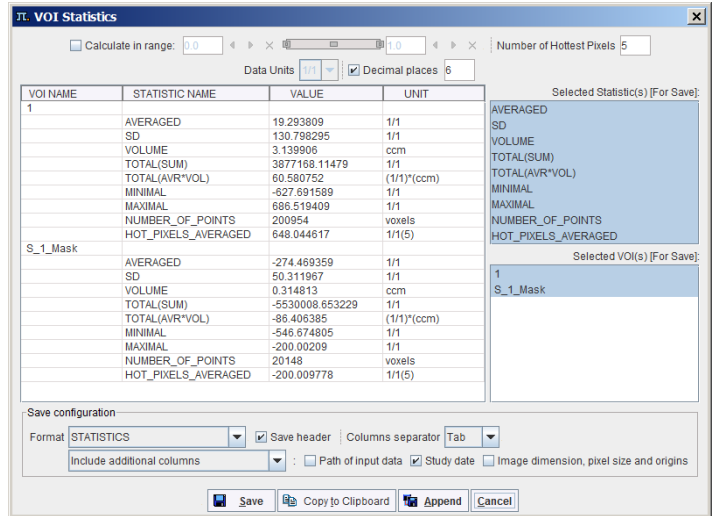 π. VOI Statistics
Calculate in range: 0.0 1.0 Number of Hottest Pixels 5
Data Units 1/1 Decimal places 6
VOI NAME STATISTIC NAME VALUE UNIT
1
AVERAGED 19.293809 1/1
SD 130.798295 1/1
VOLUME 3.139906 ccm
TOTAL(SUM) 3877168.11479 1/1
TOTAL(AVR*VOL) 60.580752 (1/1)*(ccm)
MINIMAL -627.691589 1/1
MAXIMAL 686.519409 1/1
NUMBER_OF_POINTS 200954 voxels
HOT_PIXELS_AVERAGED 648.044617 1/1(5)
S_1_Mask
AVERAGED -274.469359 1/1
SD 50.311967 1/1
VOLUME 0.314813 ccm
TOTAL(SUM) -5530008.653229 1/1
TOTAL(AVR*VOL) -86.406385 (1/1)*(ccm)
MINIMAL -546.674805 1/1
MAXIMAL -200.00209 1/1
NUMBER_OF_POINTS 20148 voxels
HOT_PIXELS_AVERAGED -200.009778 1/1(5)
Selected Statistic(s) [For Save]:
AVERAGED
SD
VOLUME
TOTAL(SUM)
TOTAL(AVR*VOL)
MINIMAL
MAXIMAL
NUMBER_OF_POINTS
HOT_PIXELS_AVERAGED
Selected VOI(s) [For Save]:
1
S_1_Mask
Save configuration
Format STATISTICS Save header Columns separator Tab
Include additional columns : Path of input data Study date Image dimension, pixel size and origins
Save Copy to Clipboard Append Cancel